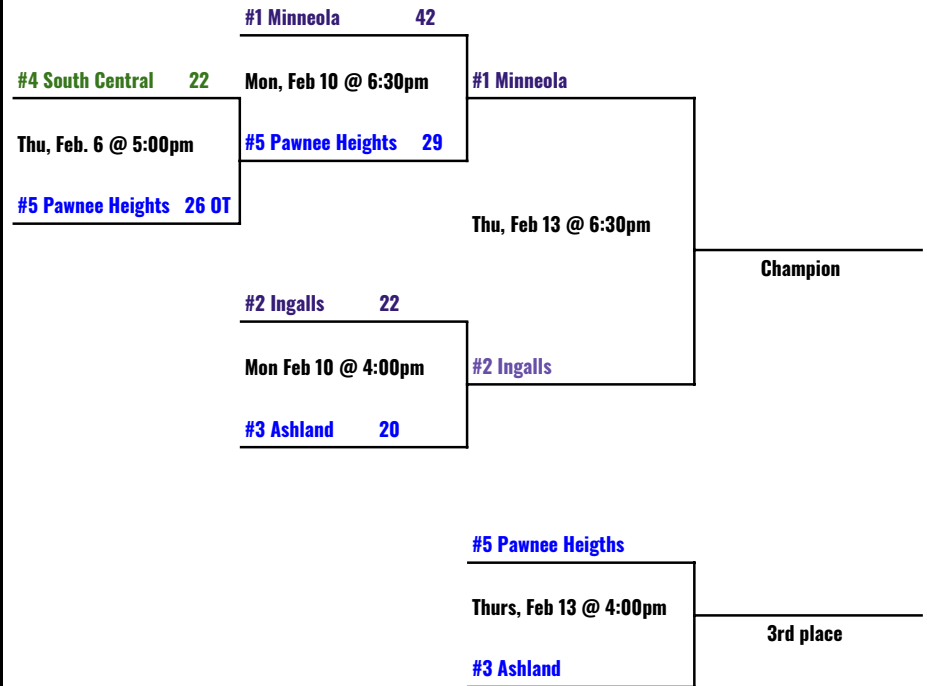 #1 Minneola 42
#4 South Central 22
Mon, Feb 10 @ 6:30pm
#1 Minneola
Thu, Feb. 6 @ 5:00pm
#5 Pawnee Heights 29
#5 Pawnee Heights 26 OT
Thu, Feb 13 @ 6:30pm
Champion
#2 Ingalls 22
Mon Feb 10 @ 4:00pm
#2 Ingalls
#3 Ashland 20
#5 Pawnee Heigths
Thurs, Feb 13 @ 4:00pm
3rd place
#3 Ashland